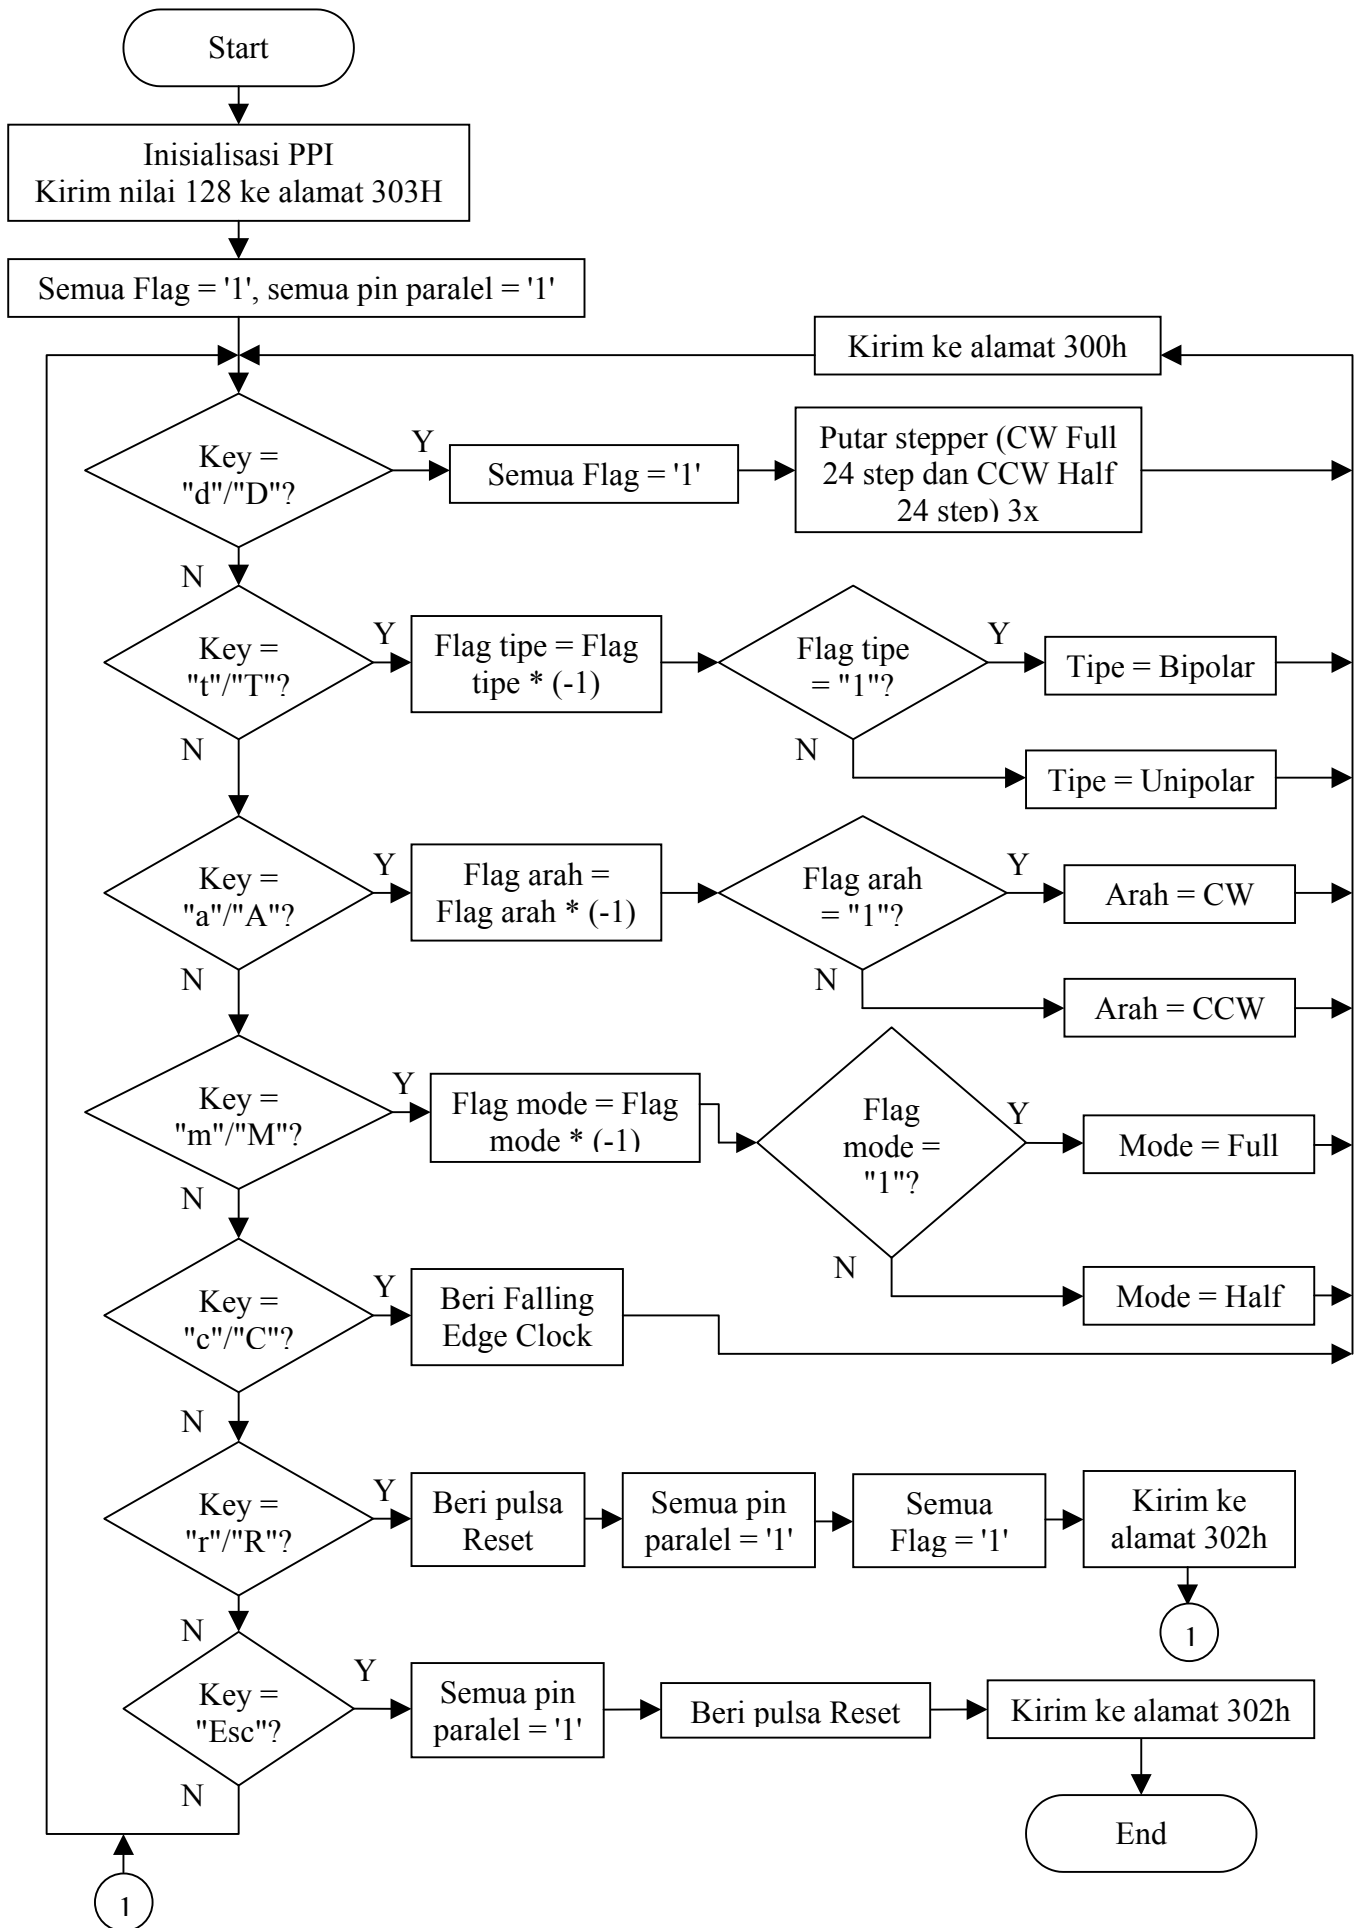 Start
Inisialisasi PPI
Kirim nilai 128 ke alamat 303H
Semua Flag = '1', semua pin paralel = '1'
Kirim ke alamat 300h
Key =
"d"/"D"?
Y
Semua Flag = '1'
Putar stepper (CW Full
24 step dan CCW Half
24 step) 3x
N
Key =
"t"/"T"?
Y
Flag tipe = Flag
tipe * (-1)
Flag tipe
= "1"?
Y
Tipe = Bipolar
N
Tipe = Unipolar
N
Key =
"a"/"A"?
Y
Flag arah =
Flag arah * (-1)
Flag arah
= "1"?
Y
Arah = CW
N
Arah = CCW
N
Key =
"m"/"M"?
Y
Flag mode = Flag
mode * (-1)
Flag
mode =
"1"?
Y
Mode = Full
N
Mode = Half
N
Key =
"c"/"C"?
Y
Beri Falling
Edge Clock
N
Key =
"r"/"R"?
Y
Beri pulsa
Reset
Semua pin
paralel = '1'
Semua
Flag = '1'
Kirim ke
alamat 302h
1
N
Key =
"Esc"?
Y
Semua pin
paralel = '1'
Beri pulsa Reset
Kirim ke alamat 302h
End
N
1